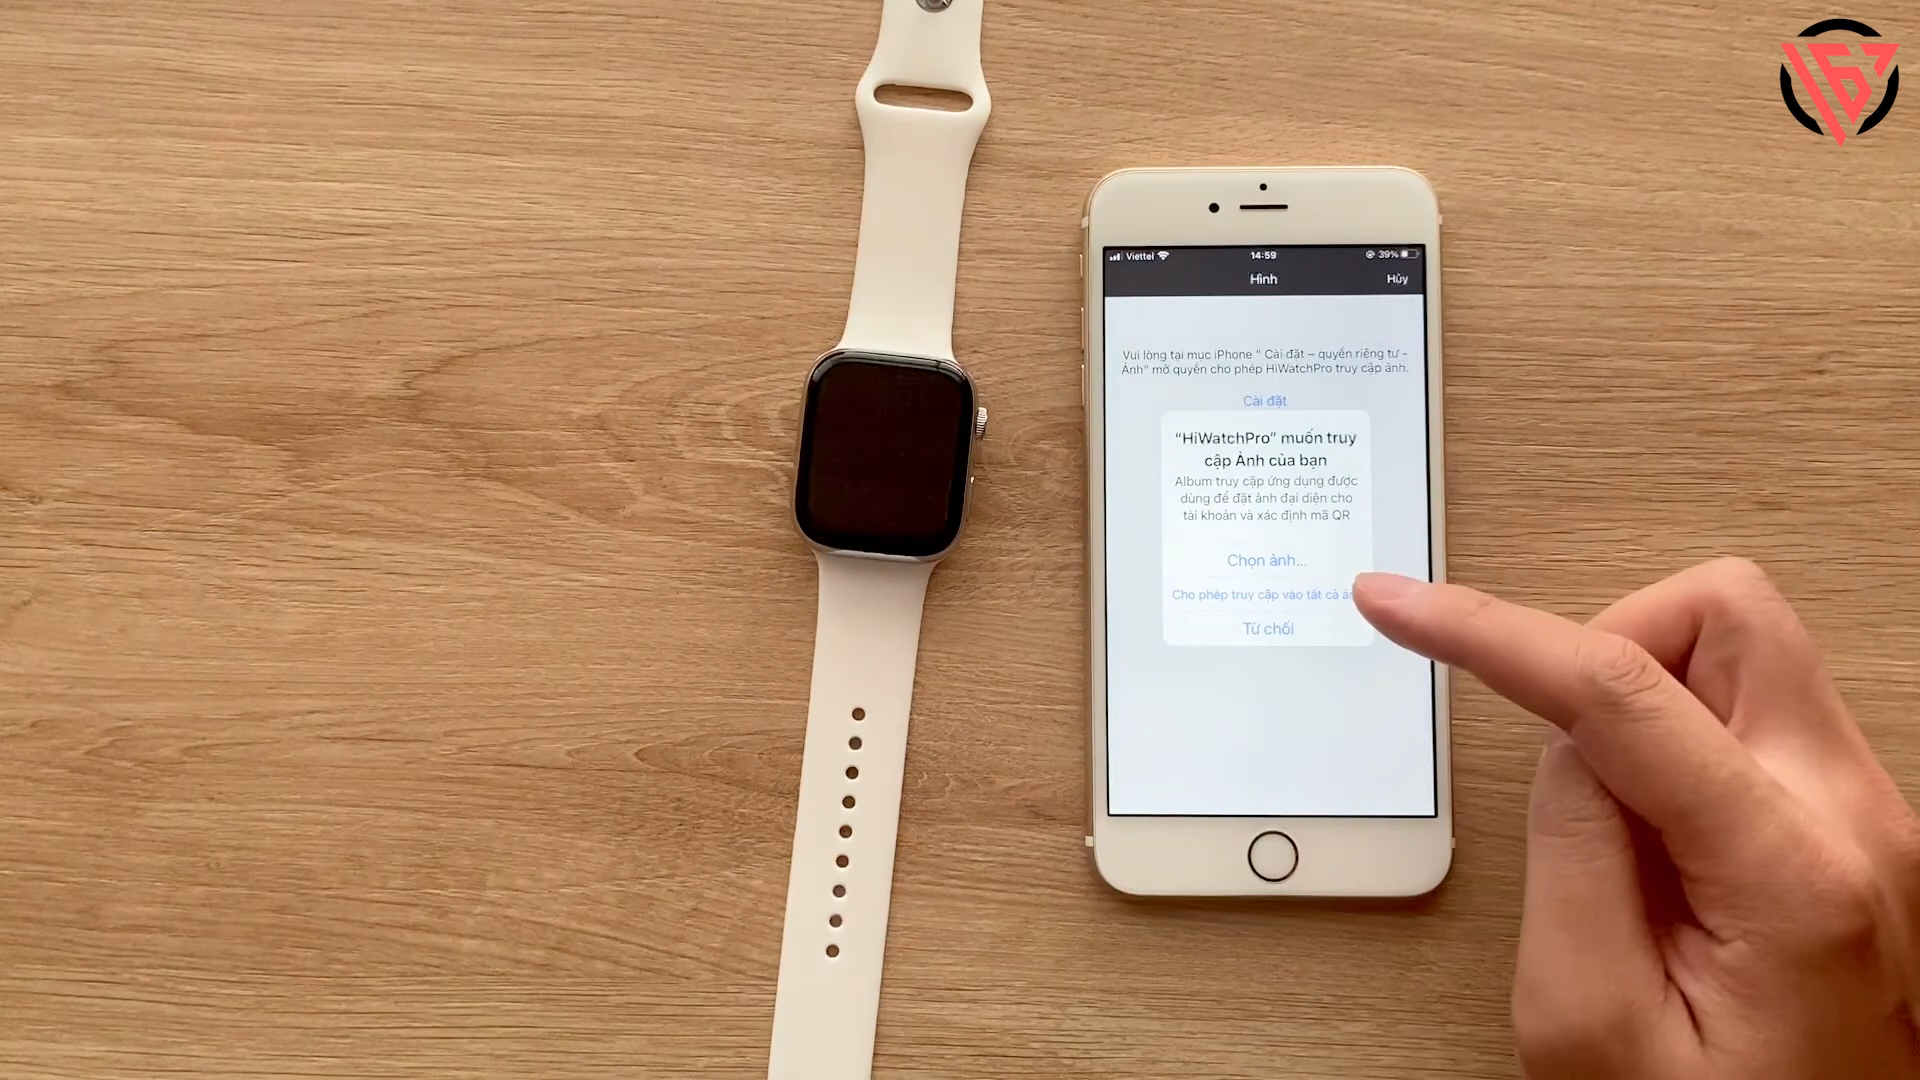 Viettel 14:59 39%
Hình Hủy
Vui lòng tại mục iPhone " Cài đặt – quyền riêng tư -
Ảnh" mở quyền cho phép HiWatchPro truy cập ảnh.
Cài đặt
“HiWatchPro” muốn truy
cập Ảnh của bạn
Album truy cập ứng dụng được
dùng để đặt ảnh đại diện cho
tài khoản và xác định mã QR
Chọn ảnh...
Cho phép truy cập vào tất cả
Từ chối